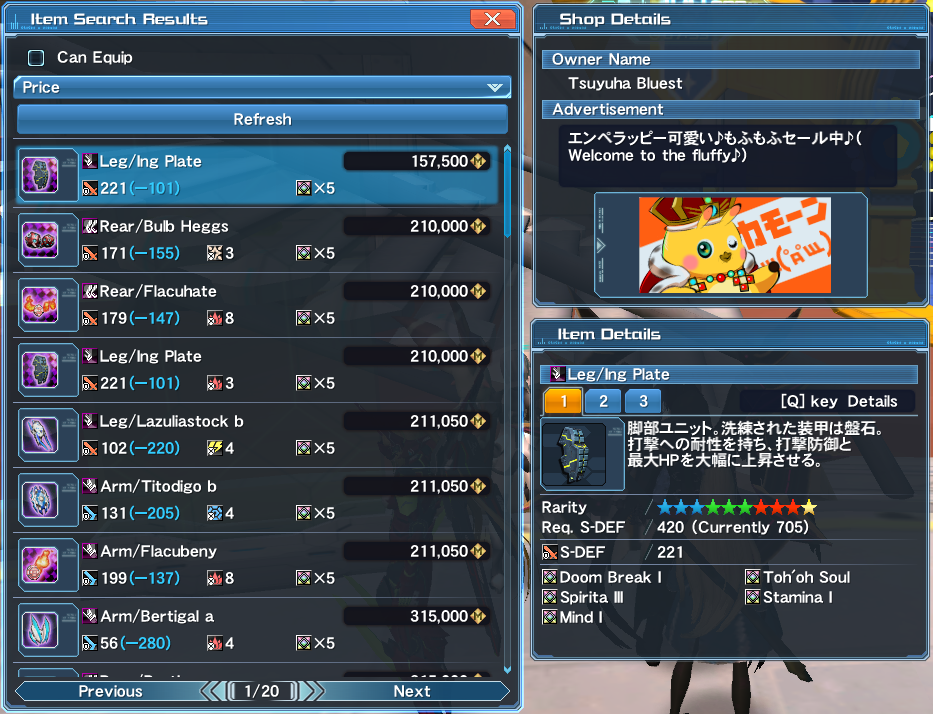 Item Search Results
Can Equip
Price
Refresh
Leg/Ing Plate 157,500
221(−101) ×5
Rear/Bulb Heggs 210,000
171(−155) 3 ×5
Rear/Flacuhate 210,000
179(−147) 8 ×5
Leg/Ing Plate 210,000
221(−101) 3 ×5
Leg/Lazuliastock b 211,050
102(−220) 4 ×5
Arm/Titodigo b 211,050
131(−205) 4 ×5
Arm/Flacubeny 211,050
199(−137) 8 ×5
Arm/Bertigal a 315,000
56(−280) 4 ×5
Previous 1/20 Next
Shop Details
Owner Name
Tsuyuha Bluest
Advertisement
エンペラッピー可愛い♪もふもふセール中♪(
Welcome to the fluffy♪)
カモーン
Item Details
Leg/Ing Plate
1 2 3 [Q] key Details
脚部ユニット。洗練された装甲は盤石。
打撃への耐性を持ち、打撃防御と
最大HPを大幅に上昇させる。
Rarity / ★★★★★★★★★★
Req. S-DEF / 420 (Currently 705)
S-DEF / 221
Doom Break Ⅰ Toh'oh Soul
Spirita Ⅲ Stamina Ⅰ
Mind Ⅰ